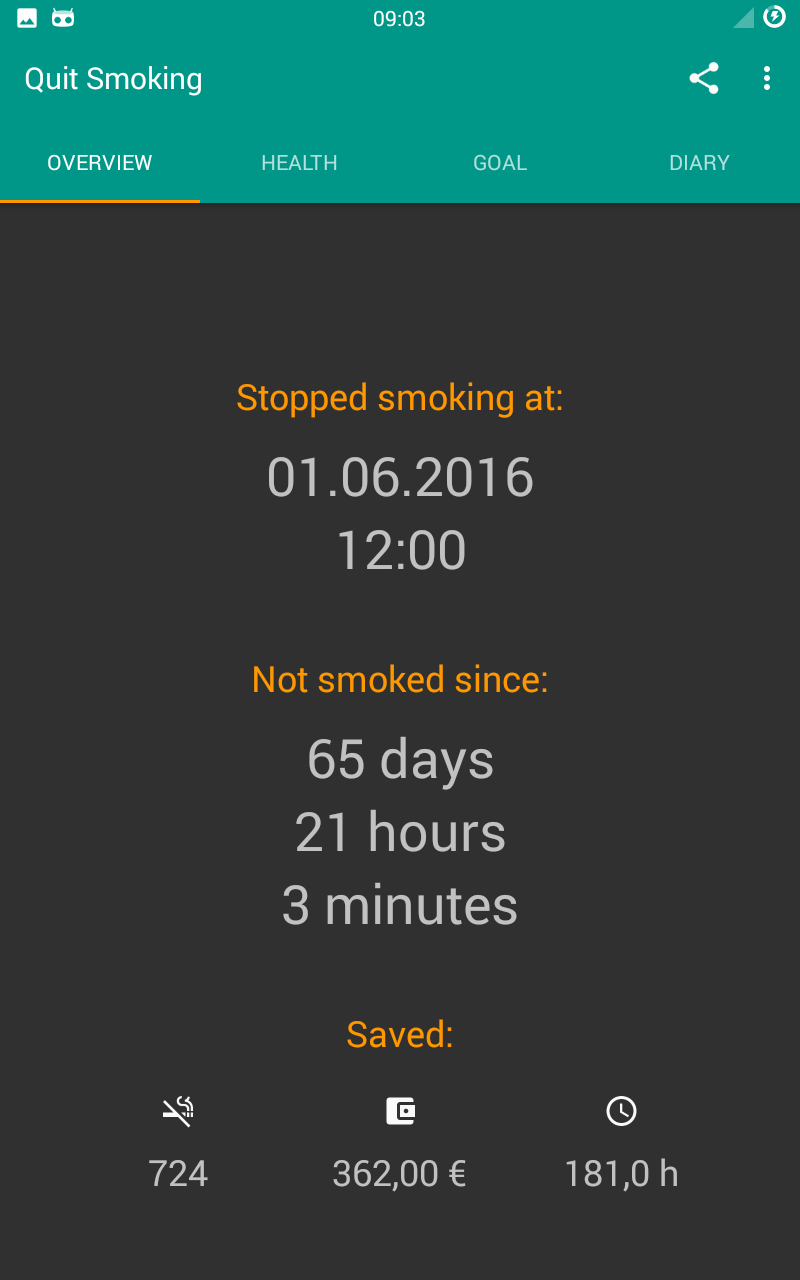 09:03
Quit Smoking
OVERVIEW HEALTH GOAL DIARY
Stopped smoking at:
01.06.2016
12:00
Not smoked since:
65 days
21 hours
3 minutes
Saved:
724 362,00 € 181,0 h